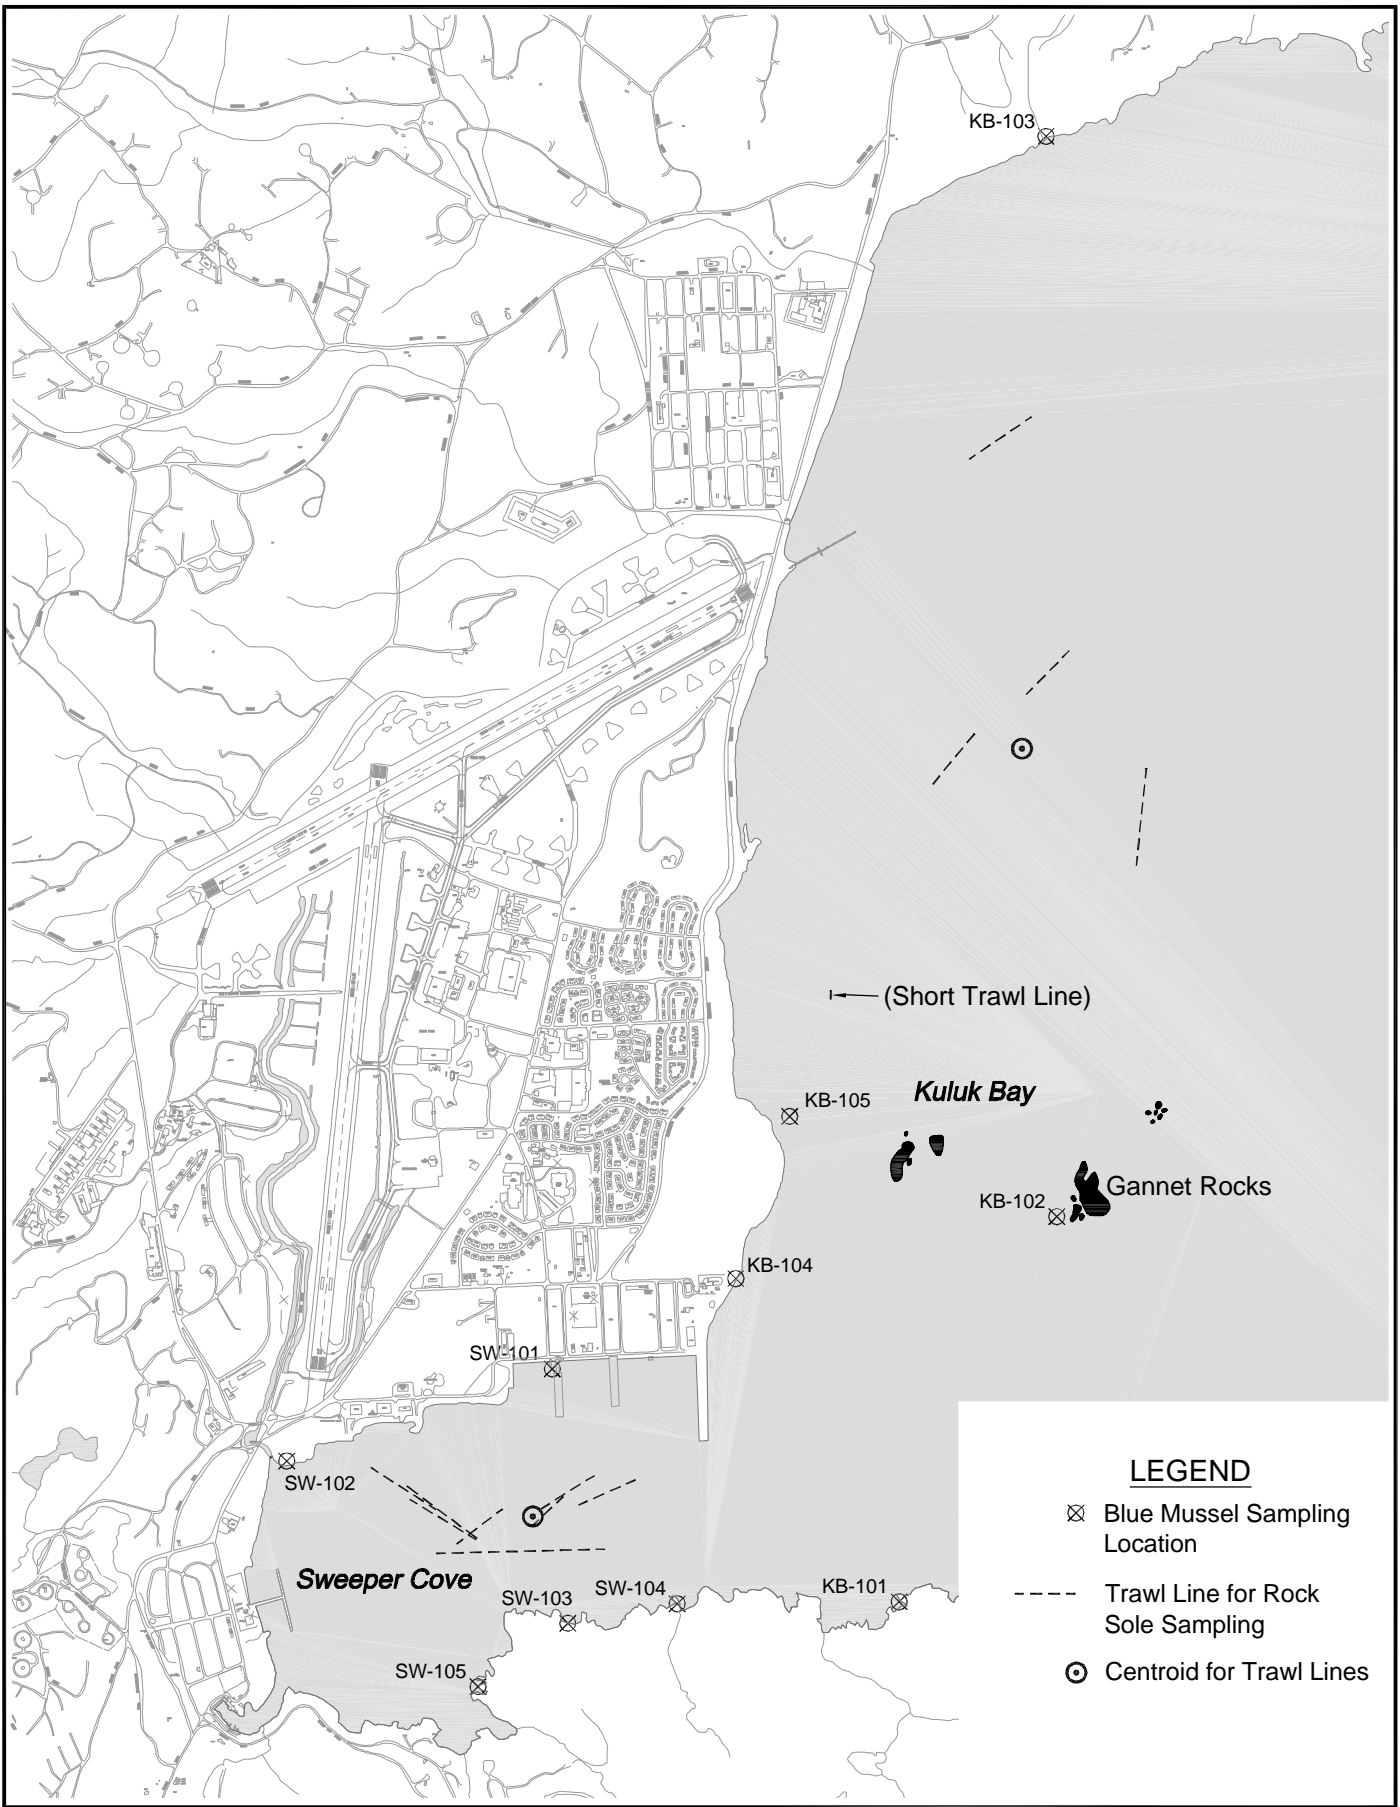 KB-103
(Short Trawl Line)
Kuluk Bay
KB-105
Gannet Rocks
KB-102
KB-104
SW-101
SW-102
Sweeper Cove
SW-103
SW-104
KB-101
SW-105
LEGEND
Blue Mussel Sampling
Location
Trawl Line for Rock
Sole Sampling
Centroid for Trawl Lines